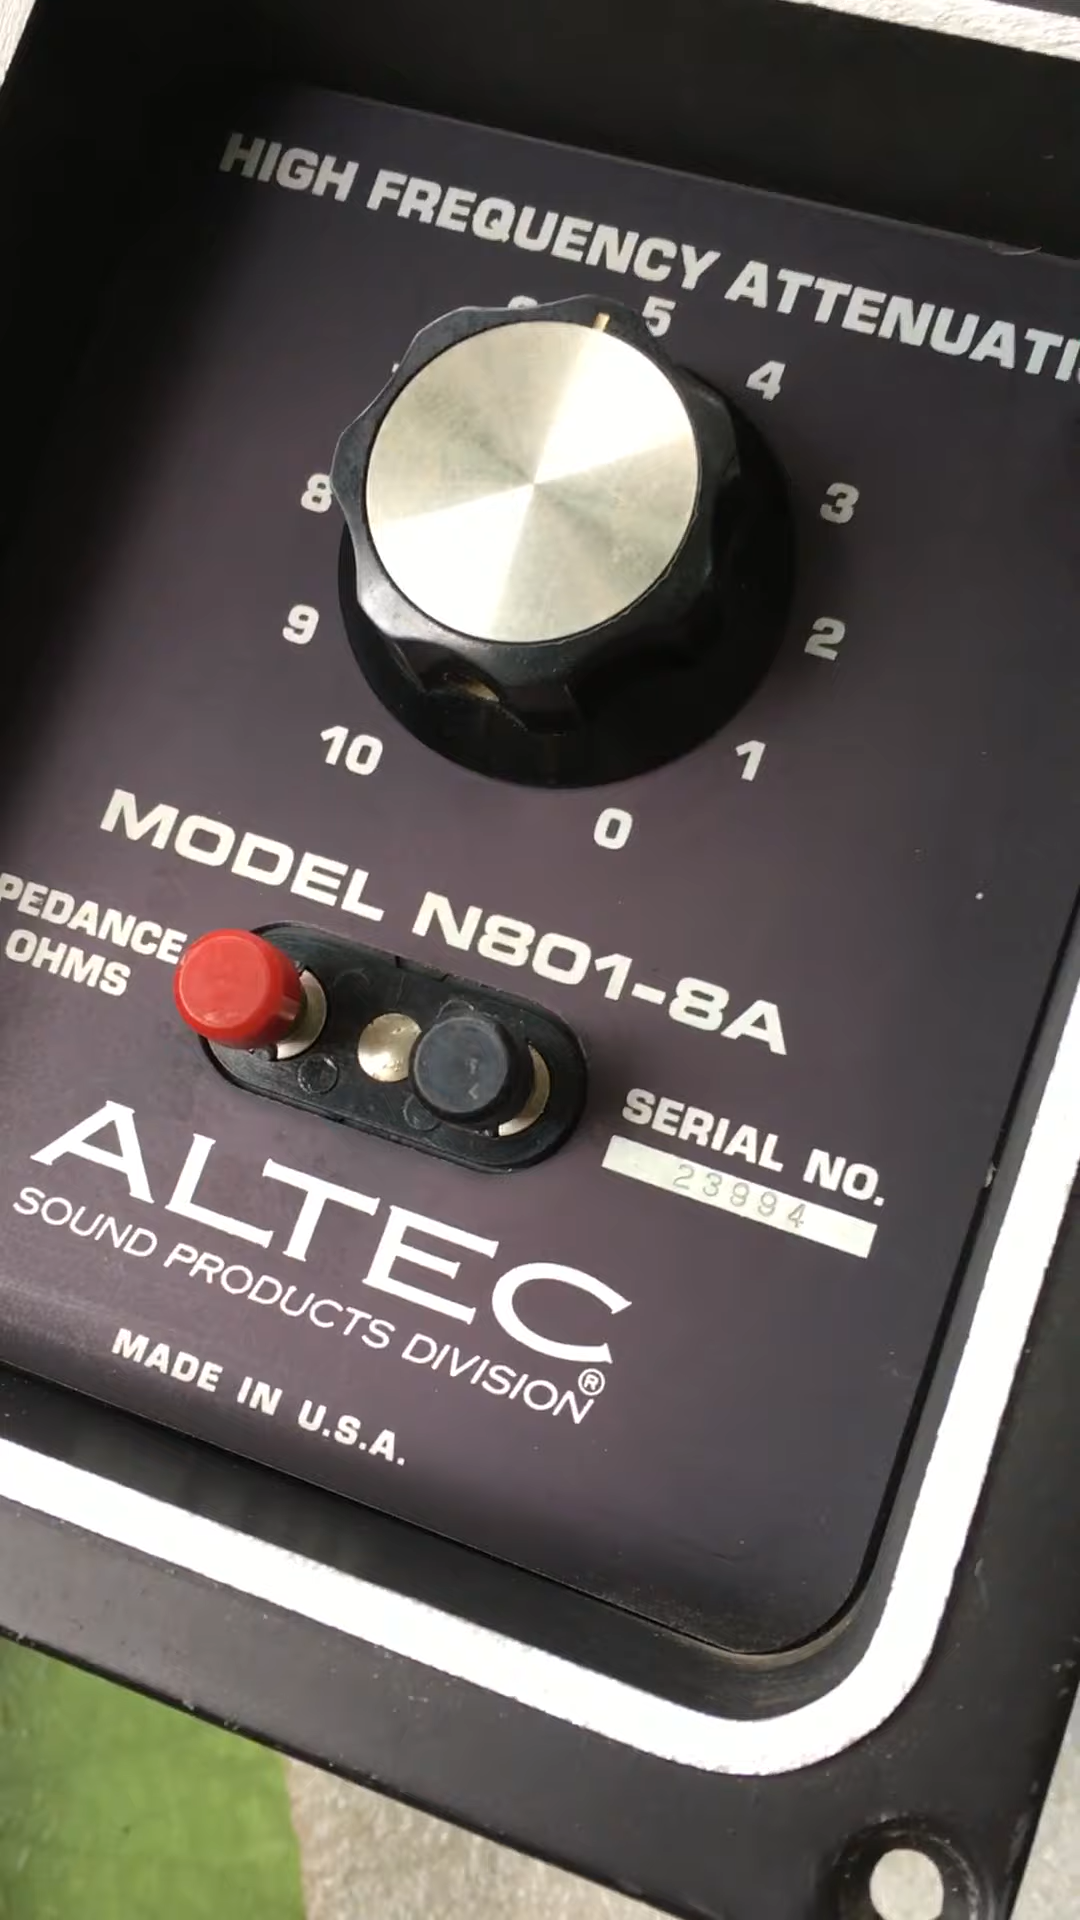 HIGH FREQUENCY ATTENUATI
5
4
8
3
9
2
10
1
0
MODEL N801-8A
PEDANCE
OHMS
SERIAL NO.
23994
ALTEC
SOUND PRODUCTS DIVISION®
MADE IN U.S.A.